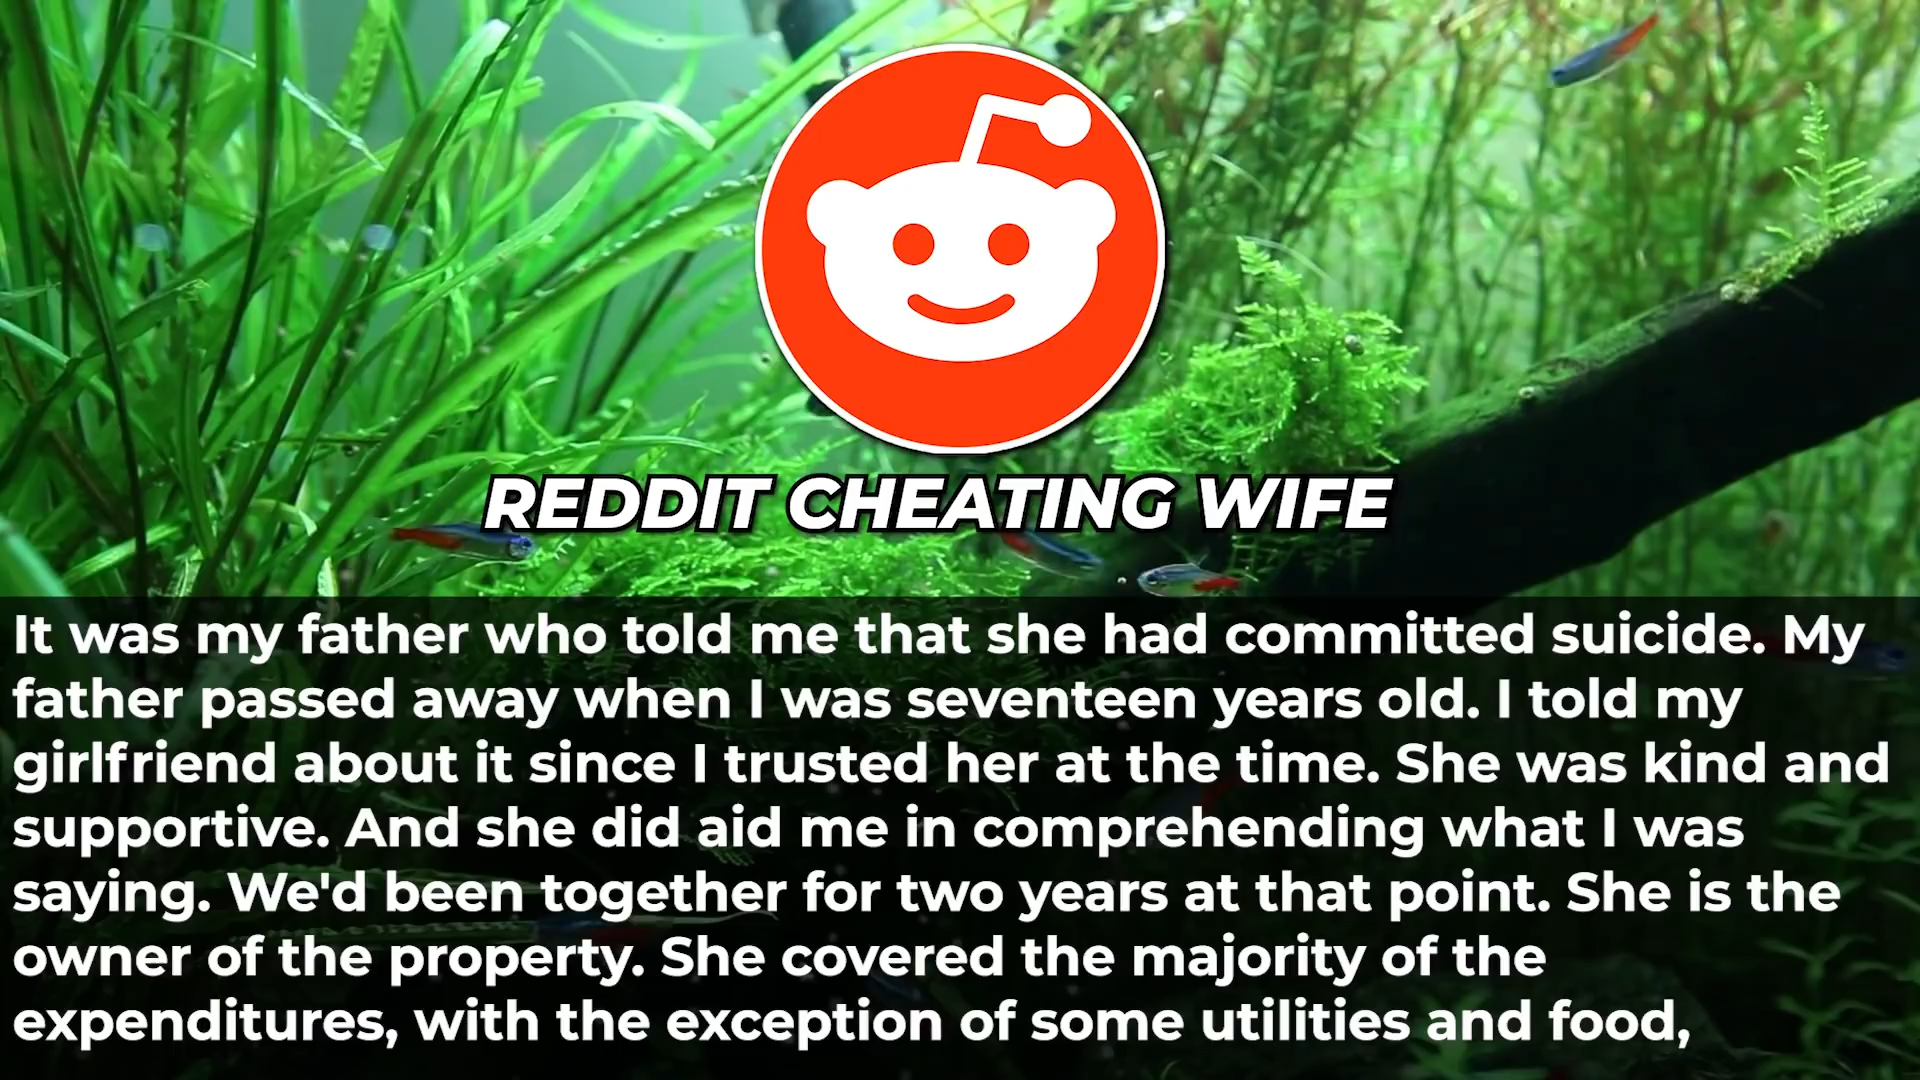 REDDIT CHEATING WIFE
It was my father who told me that she had committed suicide. My
father passed away when I was seventeen years old. I told my
girlfriend about it since I trusted her at the time. She was kind and
supportive. And she did aid me in comprehending what I was
saying. We'd been together for two years at that point. She is the
owner of the property. She covered the majority of the
expenditures, with the exception of some utilities and food,